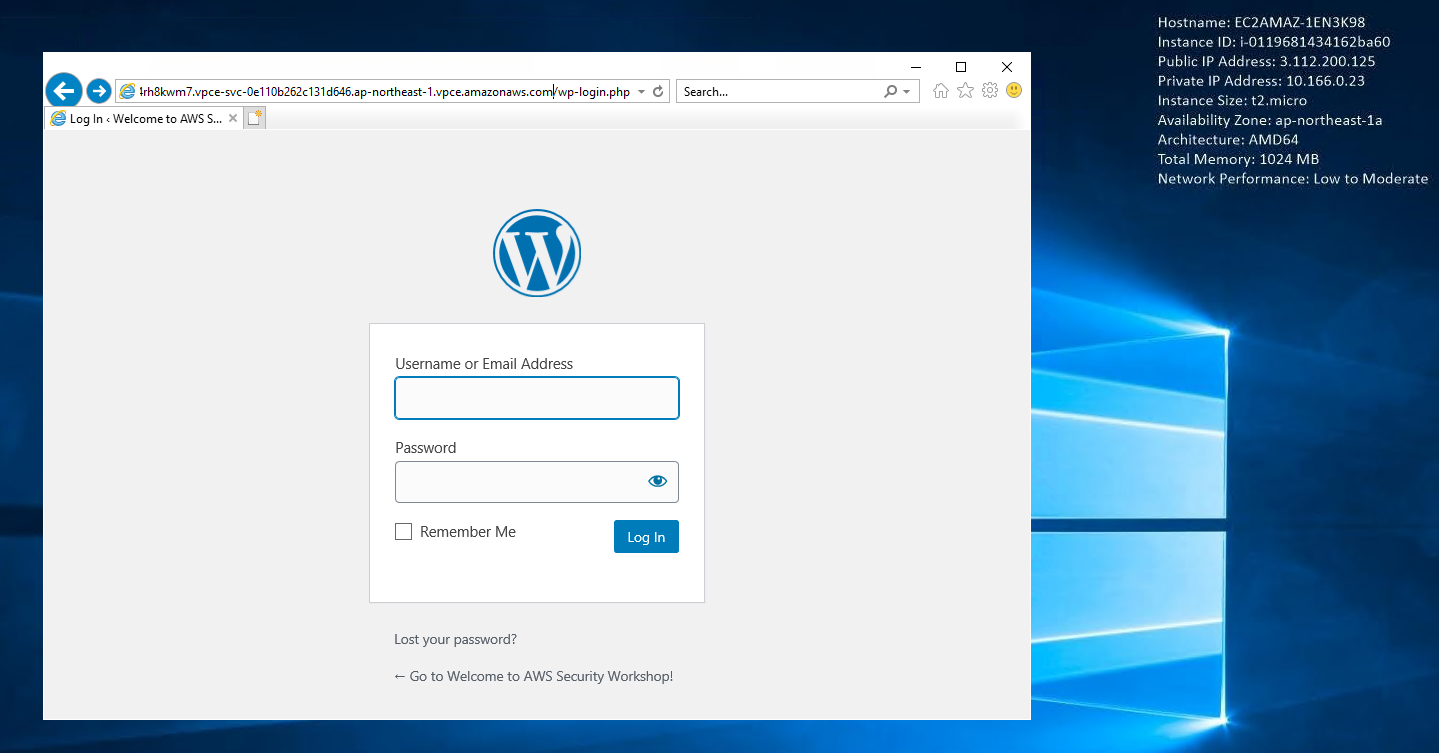 Hostname: EC2AMAZ-1EN3K98
Instance ID: i-0119681434162ba60
Public IP Address: 3.112.200.125
Private IP Address: 10.166.0.23
Instance Size: t2.micro
Availability Zone: ap-northeast-1a
Architecture: AMD64
Total Memory: 1024 MB
Network Performance: Low to Moderate
4rh8kwm7.vpce-svc-0e110b262c131d646.ap-northeast-1.vpce.amazonaws.com/wp-login.php
Search...
Log In ‹ Welcome to AWS S...
Username or Email Address
Password
Remember Me
Log In
Lost your password?
← Go to Welcome to AWS Security Workshop!